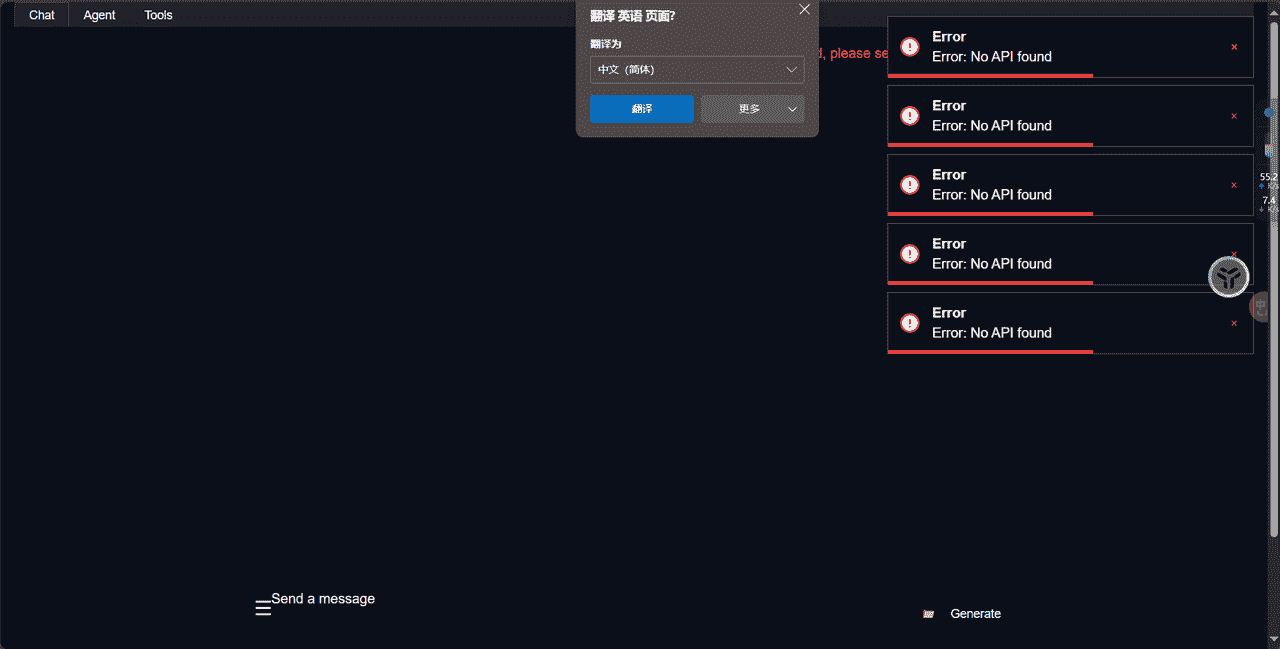 Chat
Agent
Tools
翻译 英语 页面?
翻译为
中文 (简体)
翻译
更多
, please se
Error
Error: No API found
×
Error
Error: No API found
×
Error
Error: No API found
×
Error
Error: No API found
×
Error
Error: No API found
×
55.2
K/s
7.4
K/s
中
Send a message
Generate